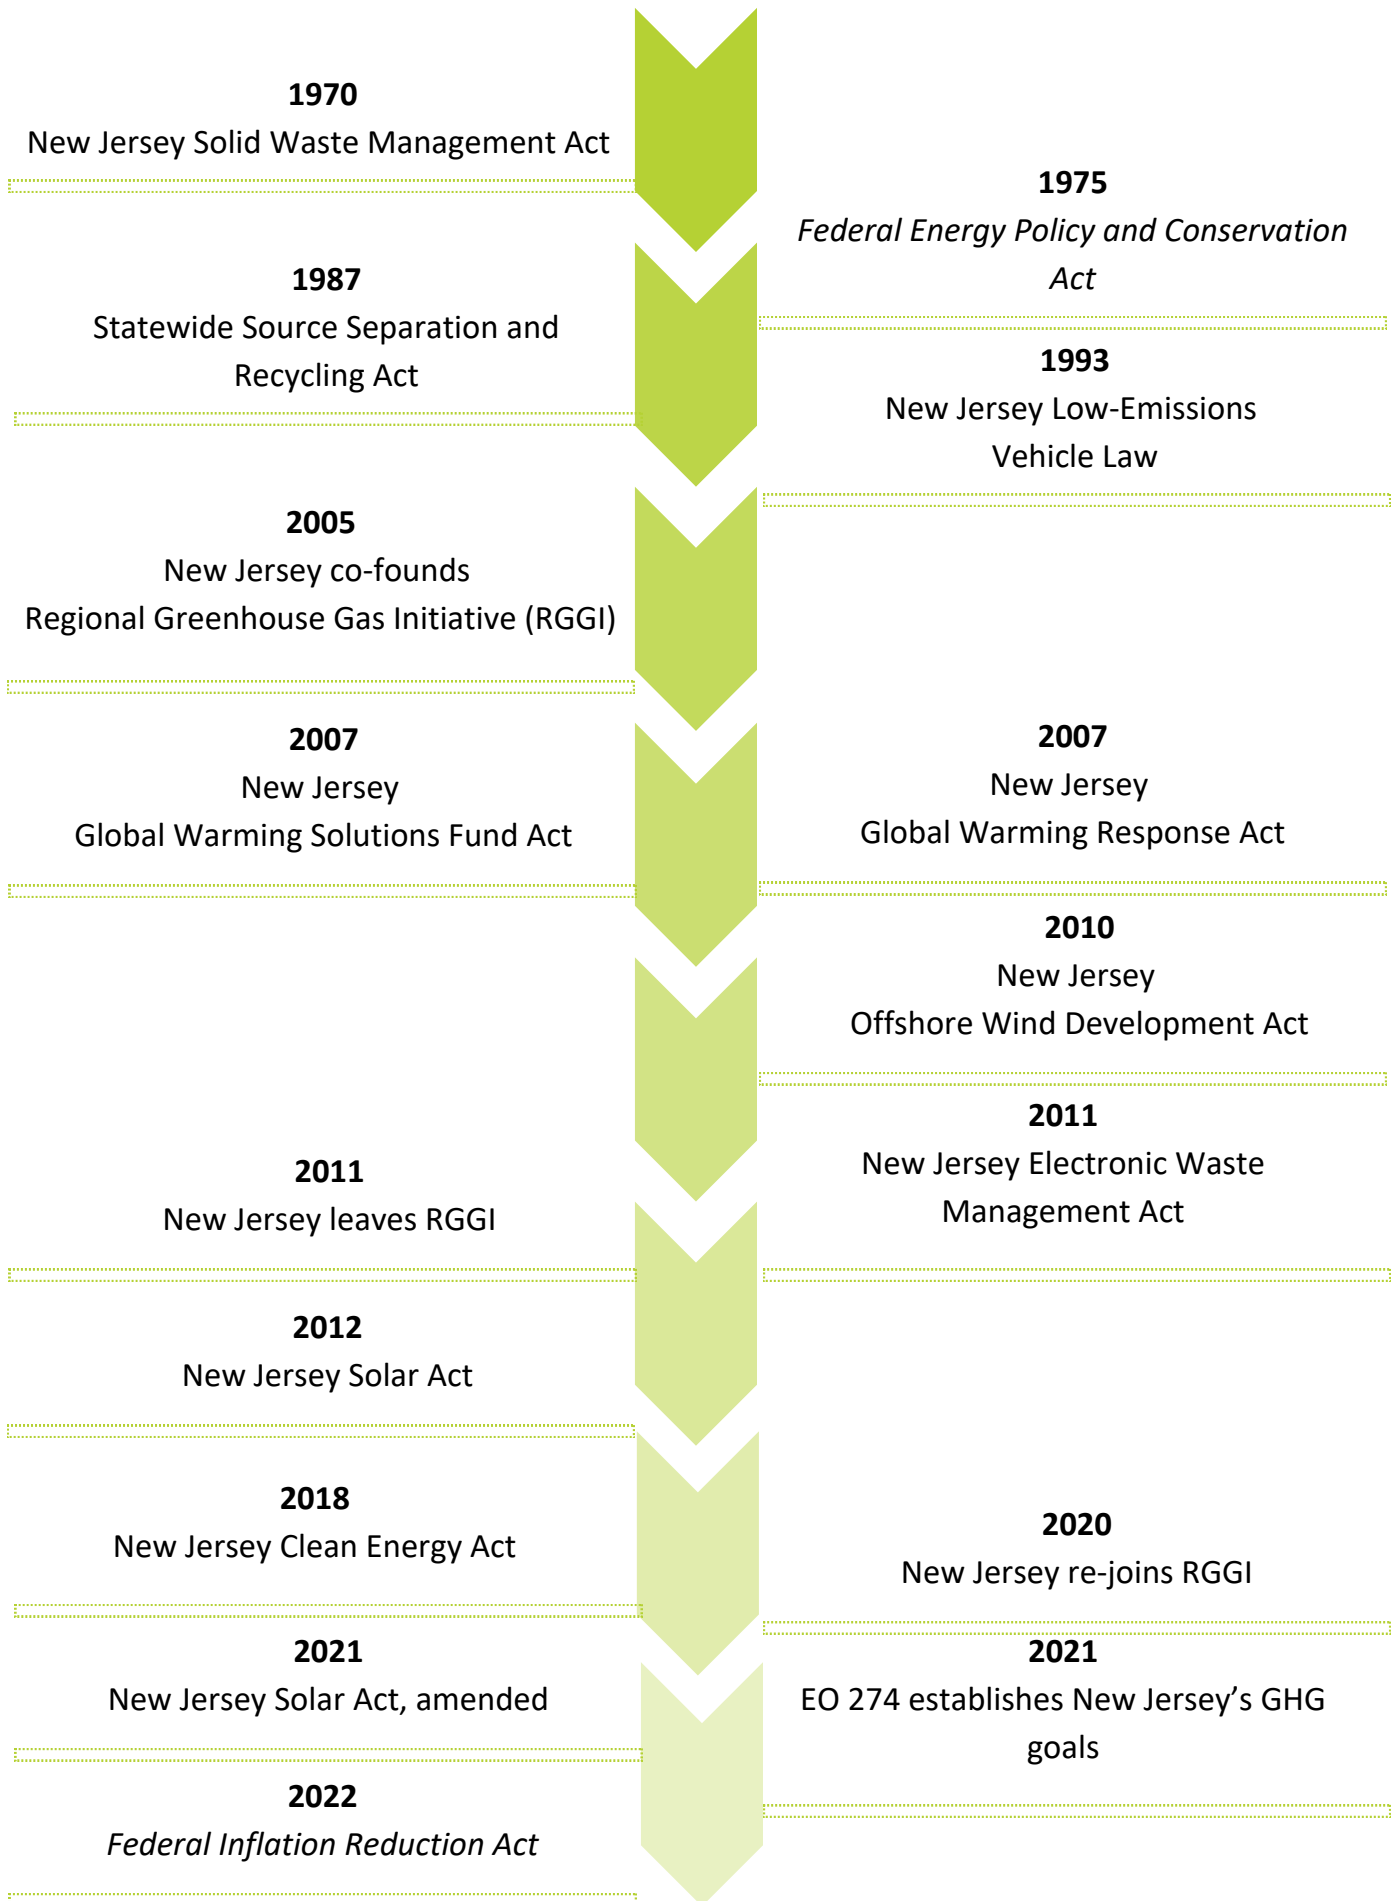 1970
New Jersey Solid Waste Management Act
1975
Federal Energy Policy and Conservation
Act
1987
Statewide Source Separation and
Recycling Act
1993
New Jersey Low-Emissions
Vehicle Law
2005
New Jersey co-founds
Regional Greenhouse Gas Initiative (RGGI)
2007
New Jersey
Global Warming Solutions Fund Act
2007
New Jersey
Global Warming Response Act
2010
New Jersey
Offshore Wind Development Act
2011
New Jersey Electronic Waste
Management Act
2011
New Jersey leaves RGGI
2012
New Jersey Solar Act
2018
New Jersey Clean Energy Act
2020
New Jersey re-joins RGGI
2021
New Jersey Solar Act, amended
2021
EO 274 establishes New Jersey’s GHG
goals
2022
Federal Inflation Reduction Act